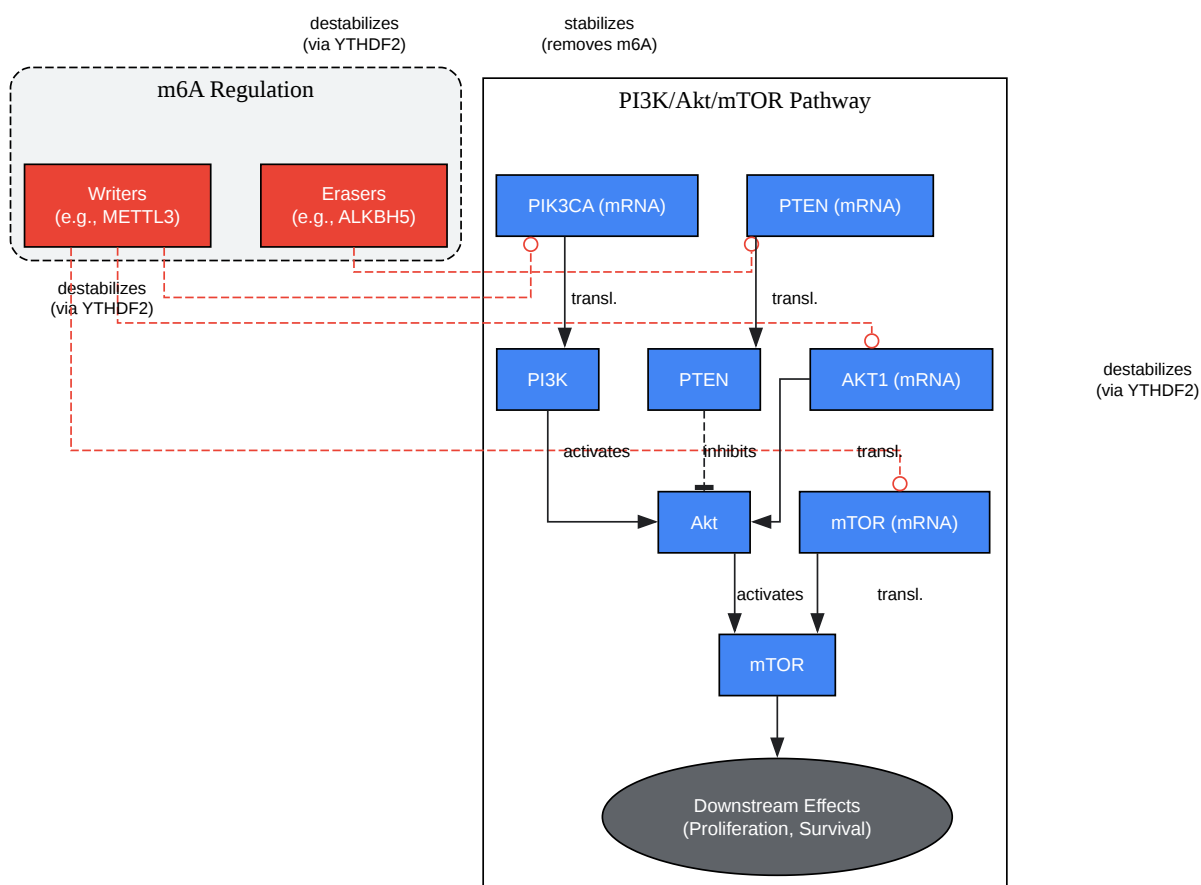 destabilizes
(via YTHDF2)
stabilizes
(removes m6A)
m6A Regulation
PI3K/Akt/mTOR Pathway
Writers
(e.g., METTL3)
Erasers
(e.g., ALKBH5)
PIK3CA (mRNA)
PTEN (mRNA)
destabilizes
(via YTHDF2)
transl.
transl.
PI3K
PTEN
AKT1 (mRNA)
destabilizes
(via YTHDF2)
activates
inhibits
transl.
Akt
mTOR (mRNA)
activates
transl.
mTOR
Downstream Effects
(Proliferation, Survival)